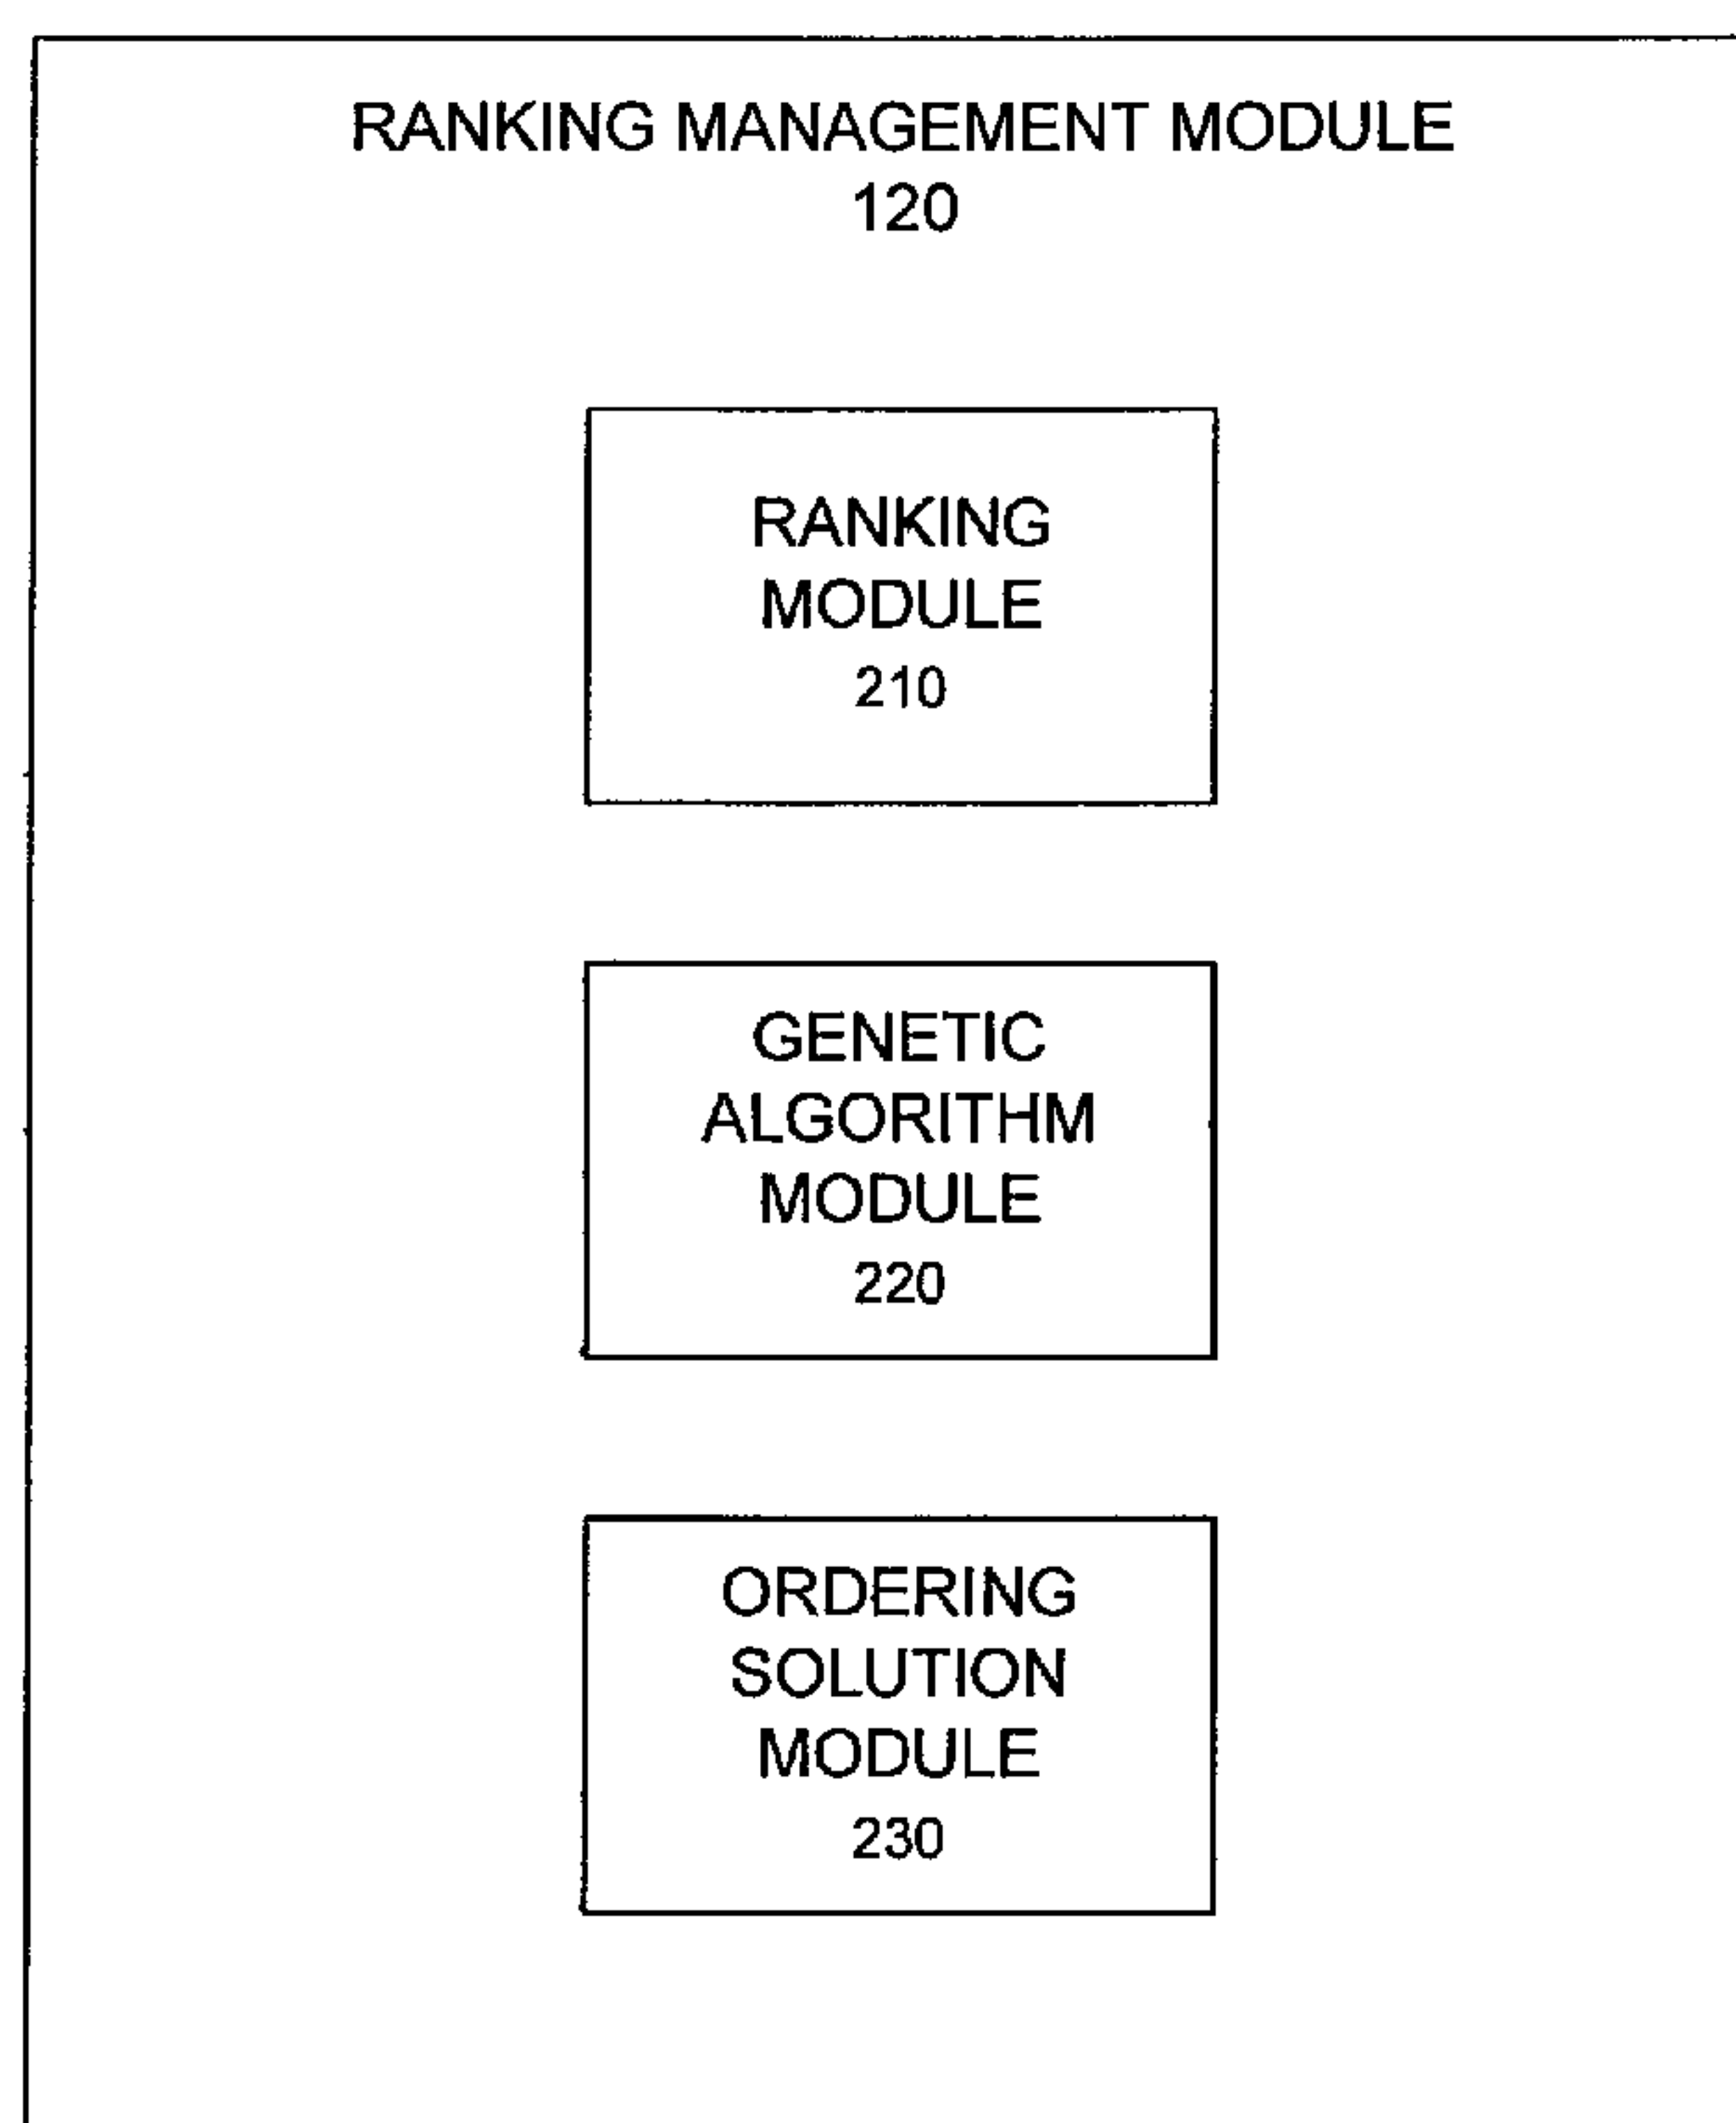 RANKING MANAGEMENT MODULE
120
RANKING
MODULE
210
GENETIC
ALGORITHM
MODULE
220
ORDERING
SOLUTION
MODULE
230